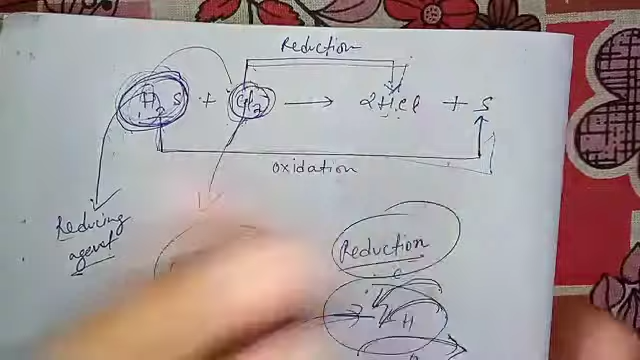 Reduction
H2S + Cl2 → 2HCl + S
oxidation
Reducing
agent
Reduction
H